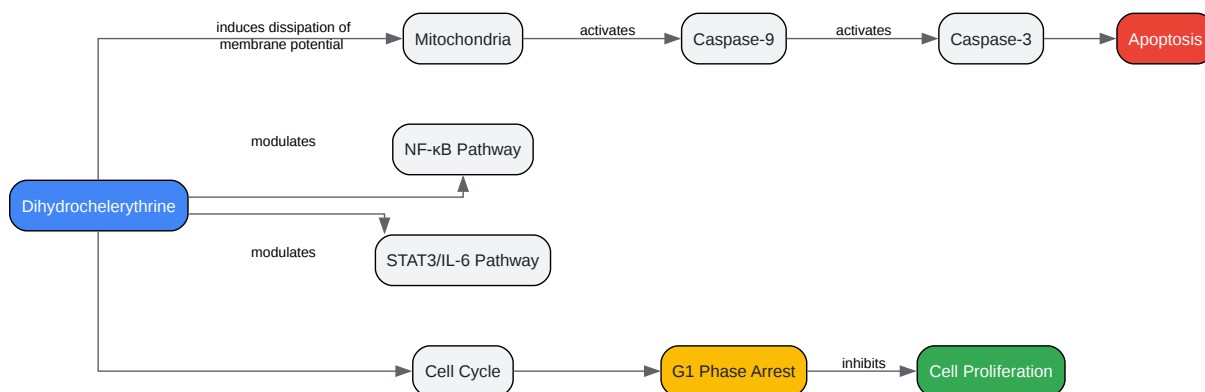 induces dissipation of
membrane potential
Mitochondria
activates
Caspase-9
activates
Caspase-3
Apoptosis
modulates
NF-κB Pathway
Dihydrochelerythrine
modulates
STAT3/IL-6 Pathway
Cell Cycle
G1 Phase Arrest
inhibits
Cell Proliferation